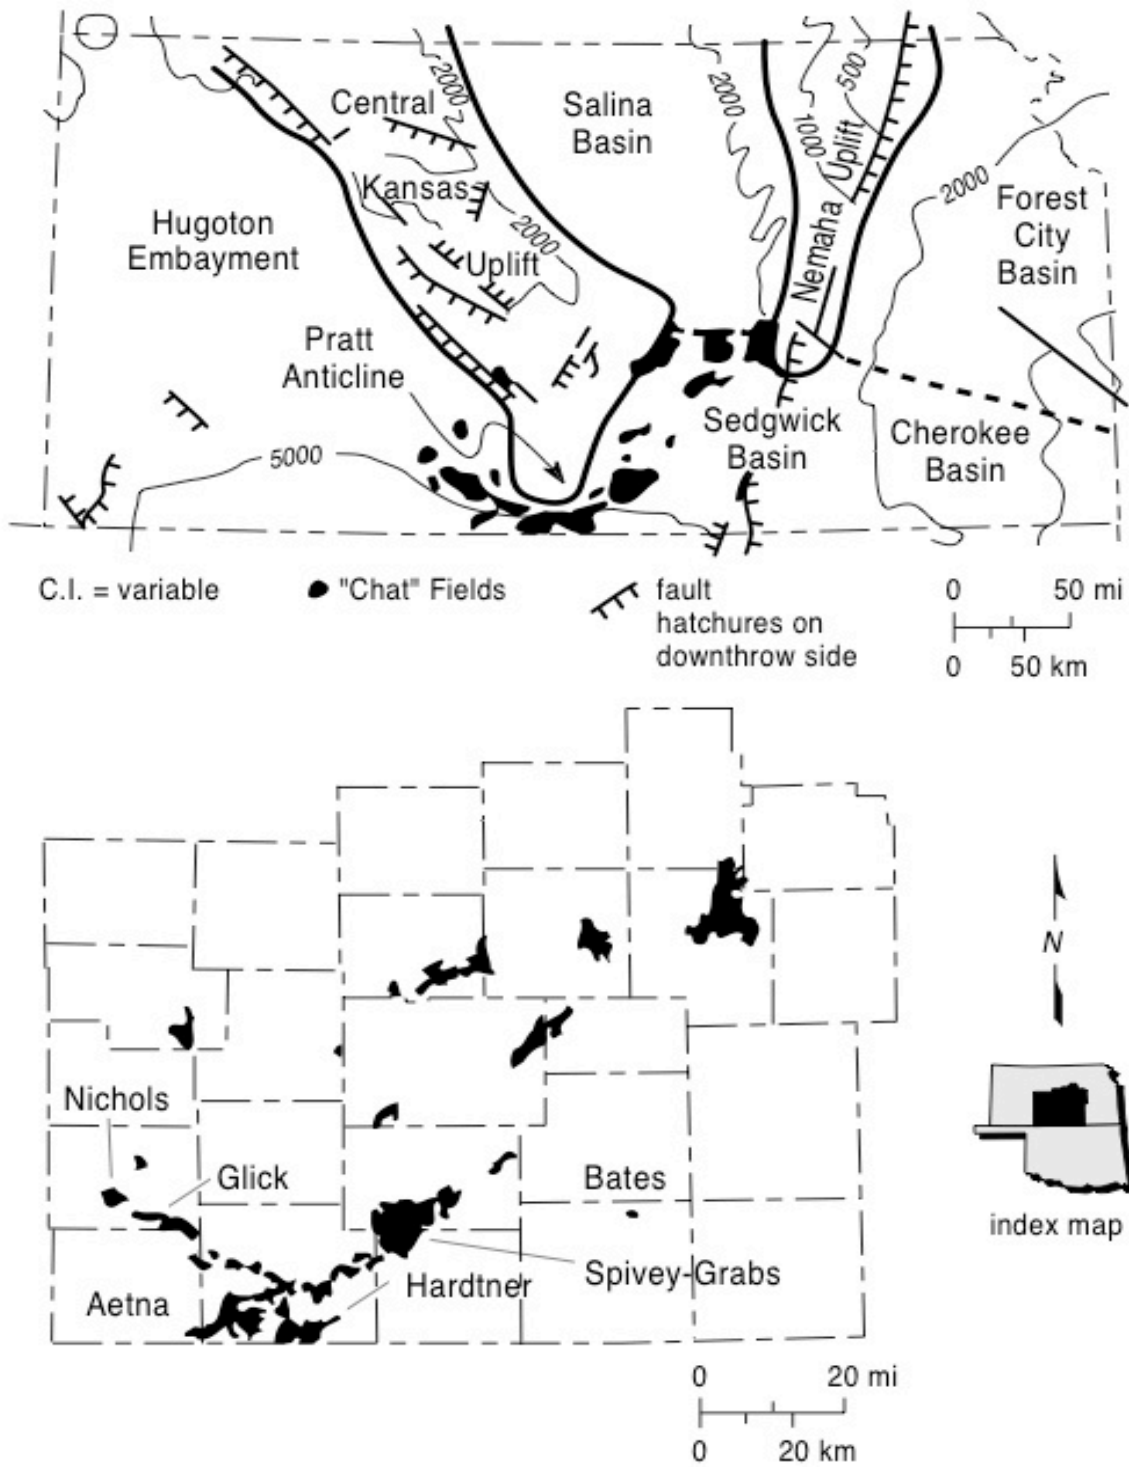 2000
Central
Salina
Basin
2000
500
1000
Uplift
Nemaha
2000
Kansas
2000
Uplift
Hugoton
Embayment
Forest
City
Basin
Pratt
Anticline
5000
Sedgwick
Basin
Cherokee
Basin
C.I. = variable
"Chat" Fields
fault
hatchures on
downthrow side
0 50 mi
0 50 km
Nichols
Glick
Bates
Spivey-Grabs
Hardtner
Aetna
N
index map
0 20 mi
0 20 km